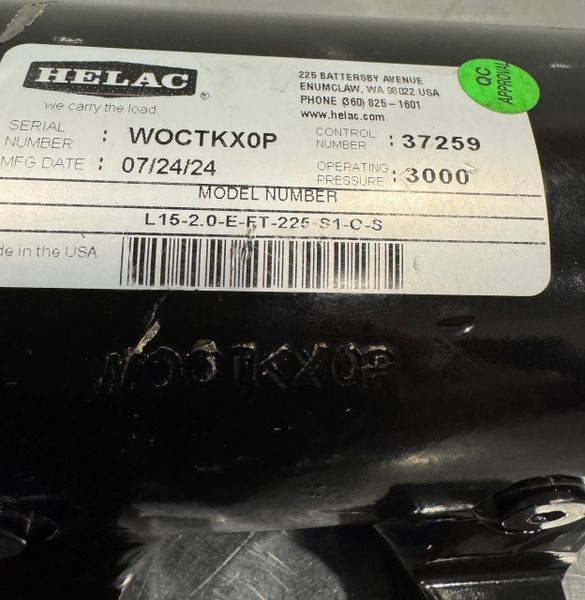 HELAC ®
we carry the load
225 BATTERSBY AVENUE
ENUMCLAW, WA 98022 USA
PHONE (360) 825-1601
www.helac.com
QC
APPROVAL
SERIAL NUMBER : WOCTKX0P
CONTROL NUMBER : 37259
MFG DATE : 07/24/24
OPERATING PRESSURE : 3000
MODEL NUMBER
L15-2.0-E-FT-225-S1-O-S
de in the USA
WOCTKX0P